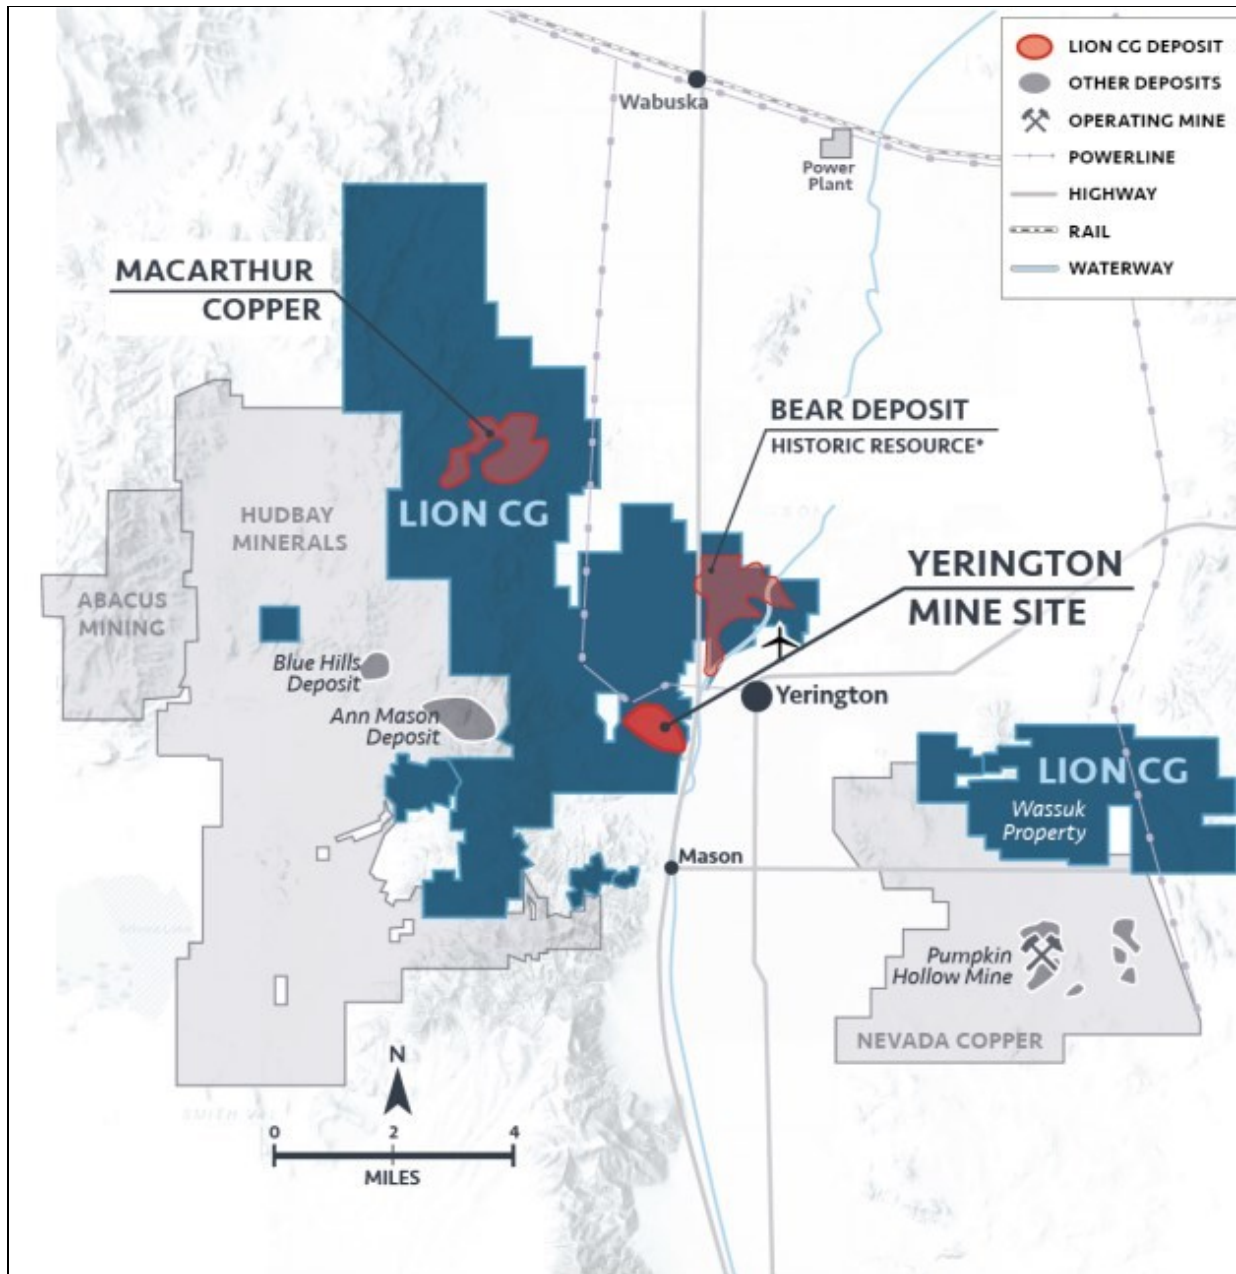 LION CG DEPOSIT
OTHER DEPOSITS
OPERATING MINE
POWERLINE
HIGHWAY
RAIL
WATERWAY
Wabuska
Power
Plant
MACARTHUR
COPPER
BEAR DEPOSIT
HISTORIC RESOURCE*
LION CG
HUDBAY
MINERALS
YERINGTON
MINE SITE
ABACUS
MINING
Blue Hills
Deposit
Ann Mason
Deposit
Yerington
LION CG
Wassuk
Property
Mason
Pumpkin
Hollow Mine
NEVADA COPPER
N
0 2 4
MILES